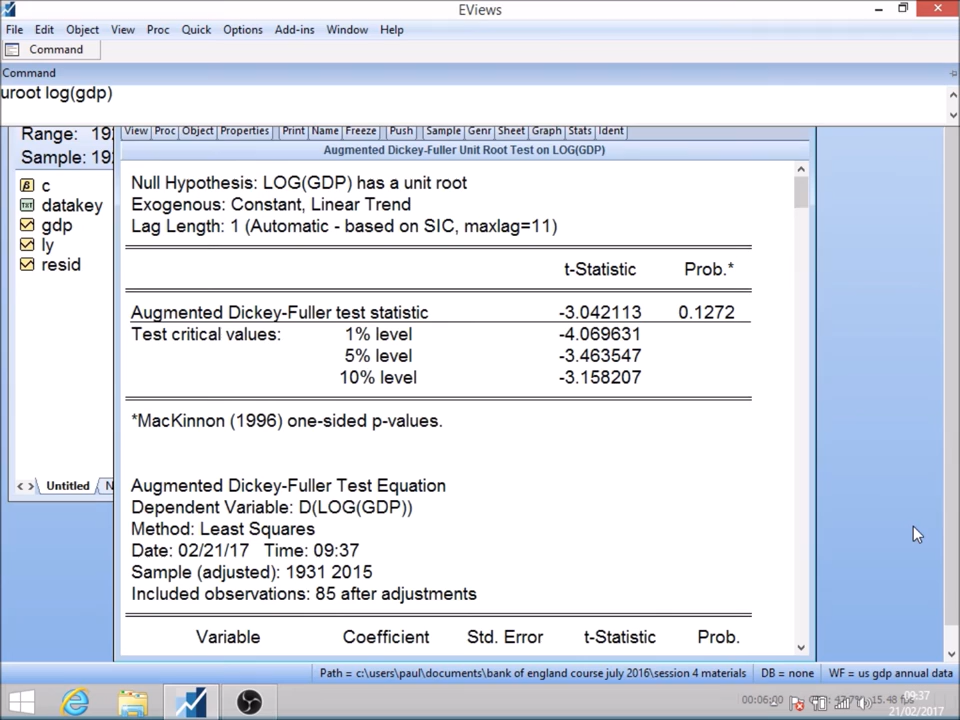 EViews
File Edit Object View Proc Quick Options Add-ins Window Help
Command
Command
uroot log(gdp)
View Proc Object Properties Print Name Freeze Push Sample Genr Sheet Graph Stats Ident
Range: 192
Sample: 192
Augmented Dickey-Fuller Unit Root Test on LOG(GDP)
c
datakey
gdp
ly
resid
Untitled N
Null Hypothesis: LOG(GDP) has a unit root
Exogenous: Constant, Linear Trend
Lag Length: 1 (Automatic - based on SIC, maxlag=11)
t-Statistic Prob.*
Augmented Dickey-Fuller test statistic -3.042113 0.1272
Test critical values: 1% level -4.069631
5% level -3.463547
10% level -3.158207
*MacKinnon (1996) one-sided p-values.
Augmented Dickey-Fuller Test Equation
Dependent Variable: D(LOG(GDP))
Method: Least Squares
Date: 02/21/17 Time: 09:37
Sample (adjusted): 1931 2015
Included observations: 85 after adjustments
Variable Coefficient Std. Error t-Statistic Prob.
Path = c:\users\paul\documents\bank of england course july 2016\session 4 materials DB = none WF = us gdp annual data
00:06:00 15.48 fps
09:37
21/02/2017